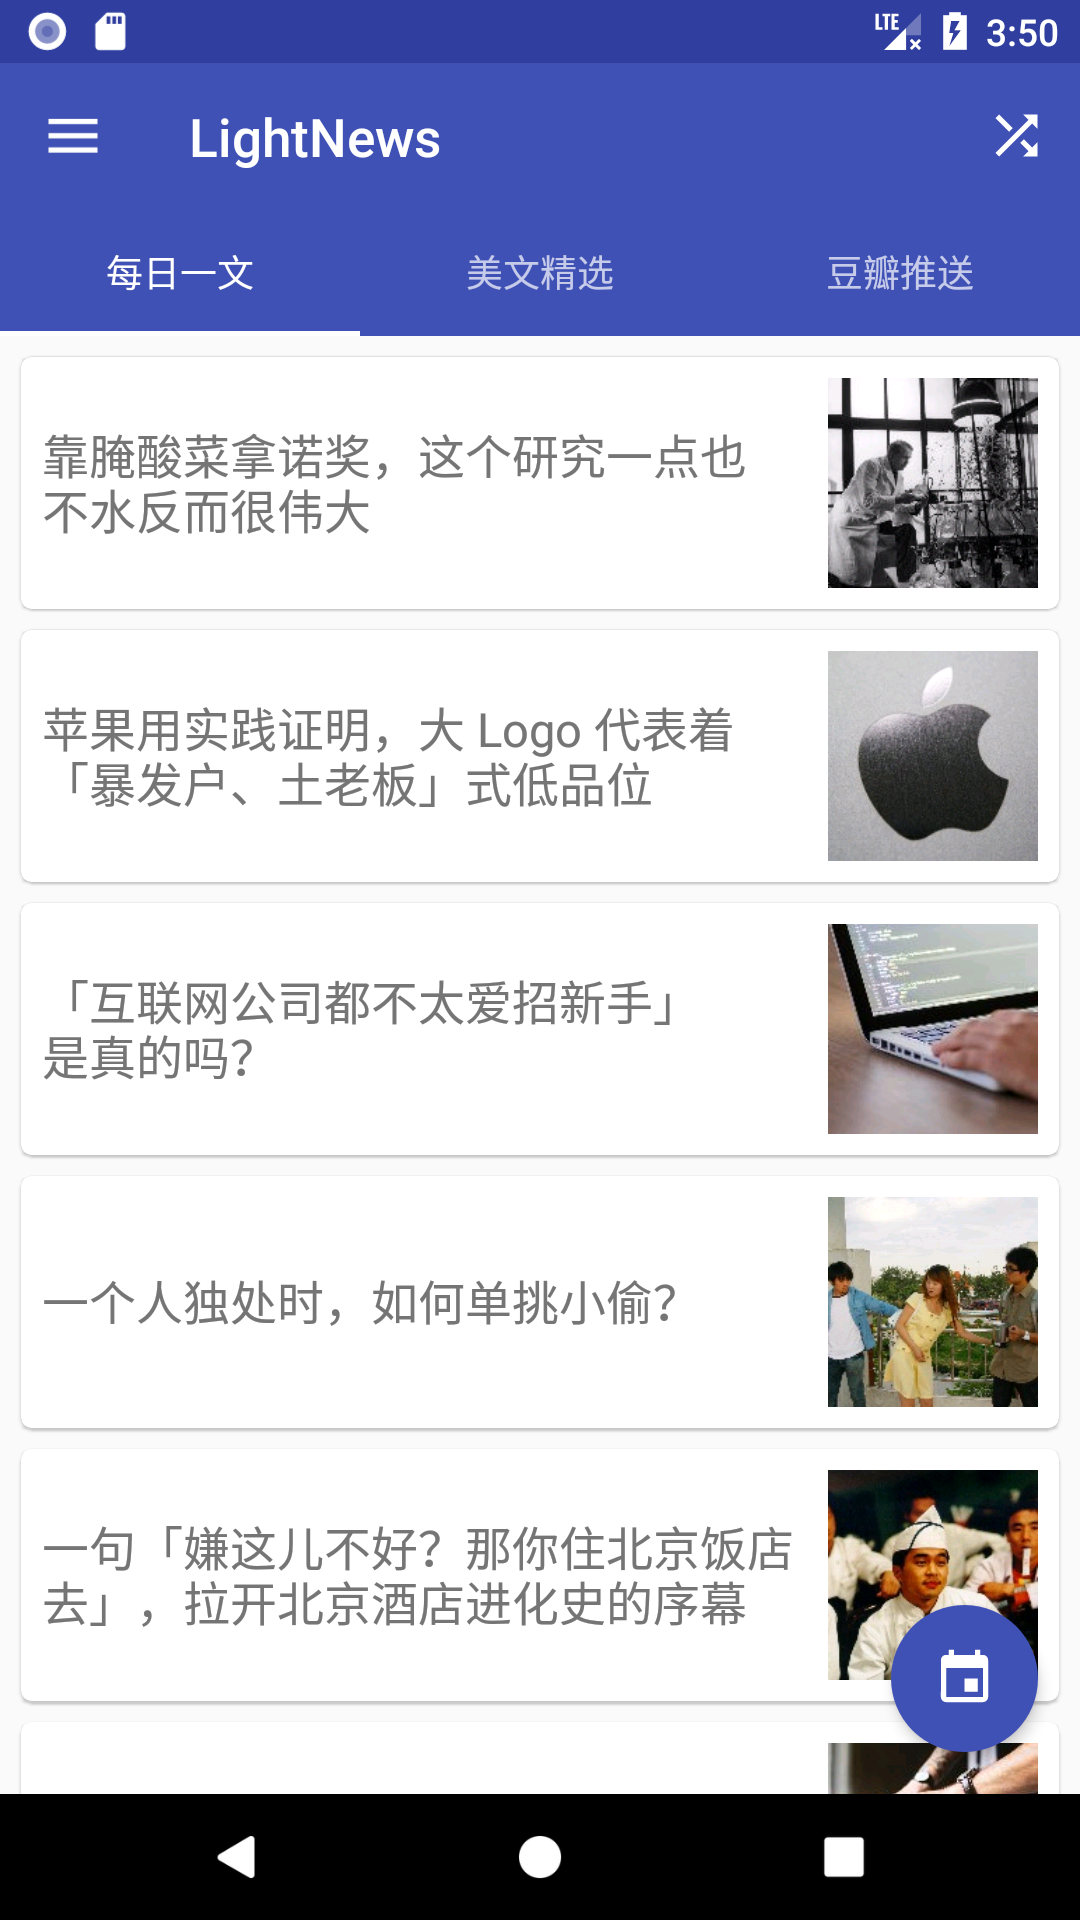 LTE 3:50
LightNews
每日一文 美文精选 豆瓣推送
靠腌酸菜拿诺奖，这个研究一点也
不水反而很伟大
苹果用实践证明，大 Logo 代表着
「暴发户、土老板」式低品位
「互联网公司都不太爱招新手」
是真的吗？
一个人独处时，如何单挑小偷？
一句「嫌这儿不好？那你住北京饭店
去」，拉开北京酒店进化史的序幕